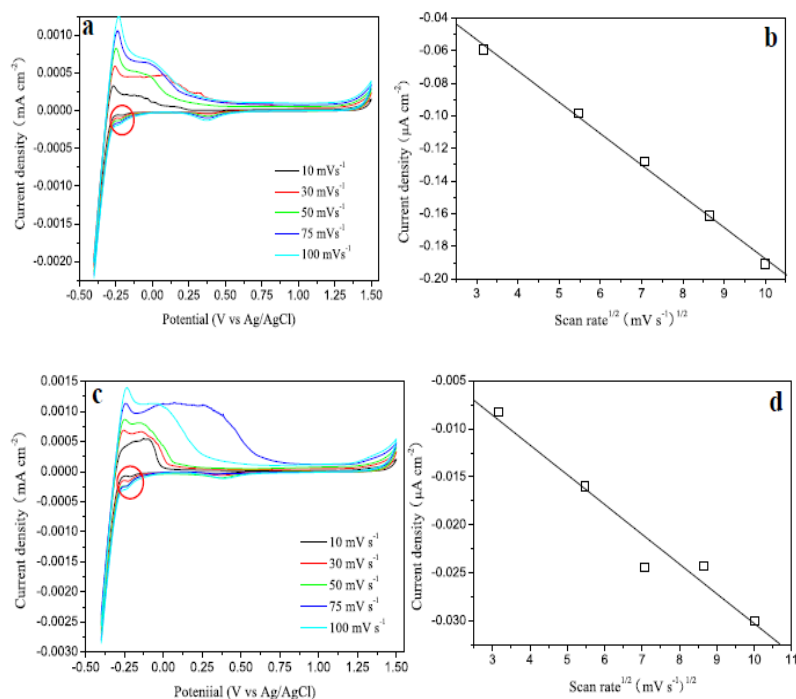 a
0.0010
0.0005
0.0000
-0.0005
-0.0010
-0.0015
-0.0020
Current density (mA cm⁻²)
10 mVs⁻¹
30 mVs⁻¹
50 mVs⁻¹
75 mVs⁻¹
100 mVs⁻¹
-0.50 -0.25 0.00 0.25 0.50 0.75 1.00 1.25 1.50
Potential (V vs Ag/AgCl)
b
-0.04
-0.06
-0.08
-0.10
-0.12
-0.14
-0.16
-0.18
-0.20
Current density (µA cm⁻²)
3 4 5 6 7 8 9 10
Scan rate¹ᐟ² (mV s⁻¹)¹ᐟ²
c
0.0015
0.0010
0.0005
0.0000
-0.0005
-0.0010
-0.0015
-0.0020
-0.0025
-0.0030
Current density (mA cm⁻²)
10 mV s⁻¹
30 mV s⁻¹
50 mV s⁻¹
75 mV s⁻¹
100 mV s⁻¹
-0.50 -0.25 0.00 0.25 0.50 0.75 1.00 1.25 1.50
Poteniial (V vs Ag/AgCl)
d
-0.005
-0.010
-0.015
-0.020
-0.025
-0.030
Current density (µA cm⁻²)
3 4 5 6 7 8 9 10 11
Scan rate¹ᐟ² (mV s⁻¹)¹ᐟ²